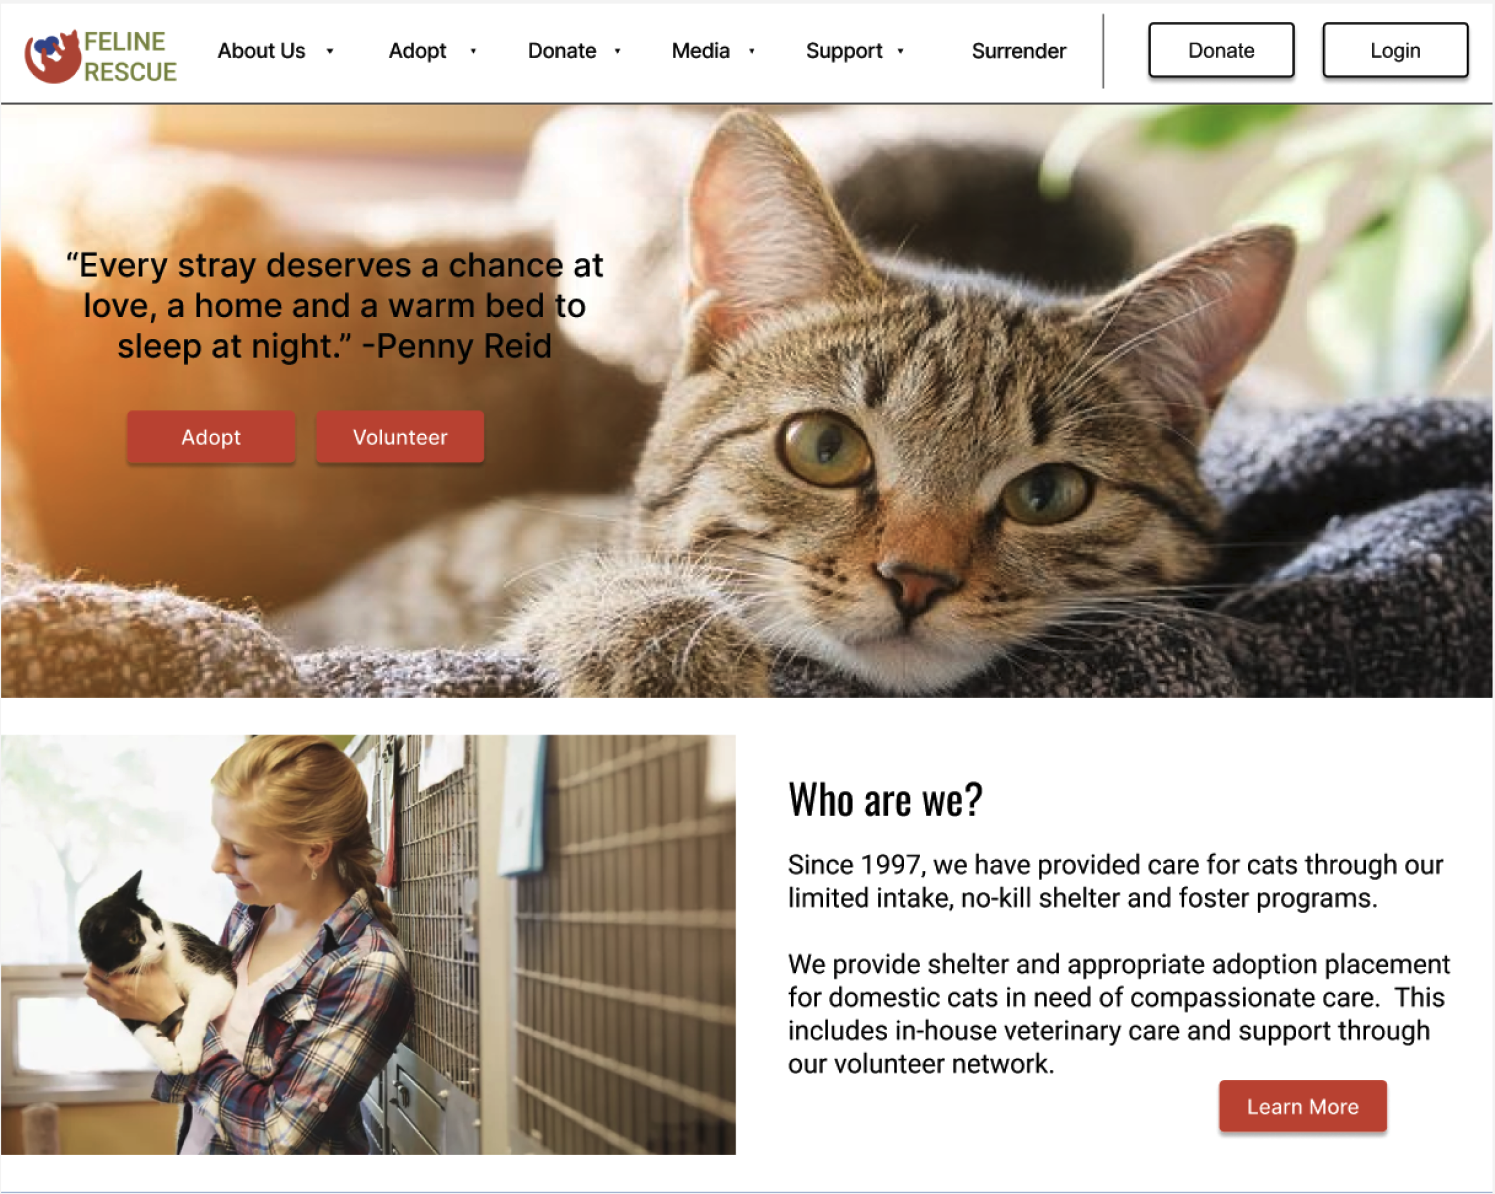 FELINE
RESCUE
About Us
Adopt
Donate
Media
Support
Surrender
Donate
Login
“Every stray deserves a chance at
love, a home and a warm bed to
sleep at night.” -Penny Reid
Adopt
Volunteer
Who are we?
Since 1997, we have provided care for cats through our
limited intake, no-kill shelter and foster programs.
We provide shelter and appropriate adoption placement
for domestic cats in need of compassionate care.  This
includes in-house veterinary care and support through
our volunteer network.
Learn More